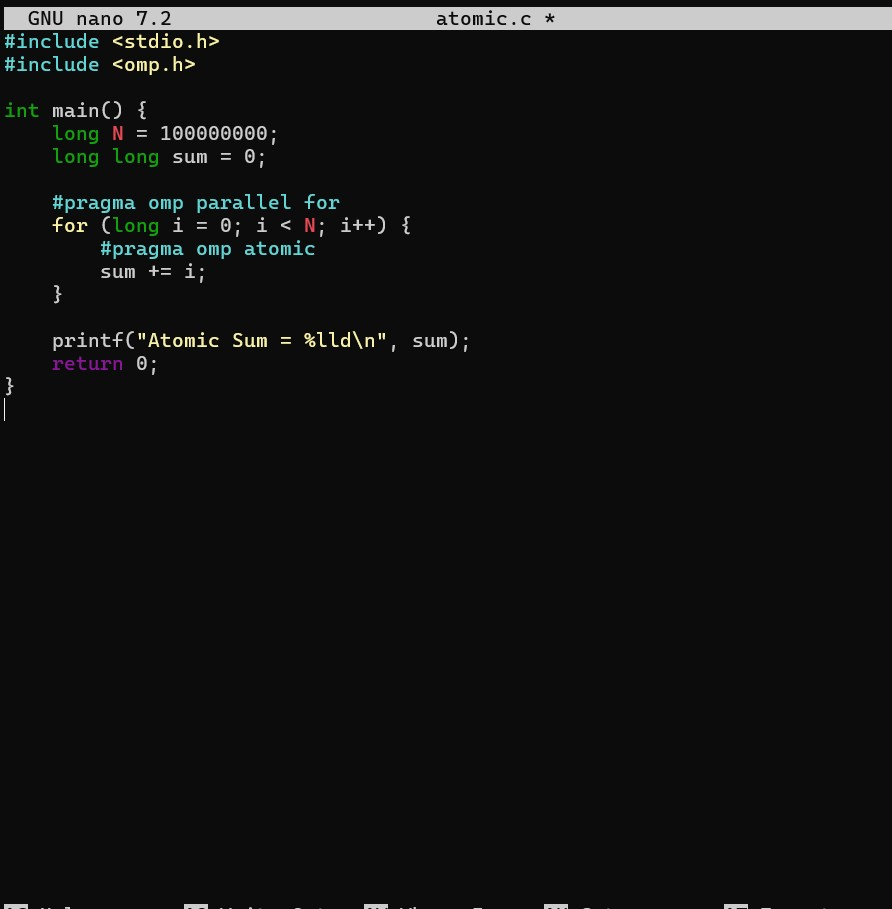 GNU nano 7.2 atomic.c *
#include <stdio.h>
#include <omp.h>

int main() {
    long N = 100000000;
    long long sum = 0;

    #pragma omp parallel for
    for (long i = 0; i < N; i++) {
        #pragma omp atomic
        sum += i;
    }

    printf("Atomic Sum = %lld\n", sum);
    return 0;
}